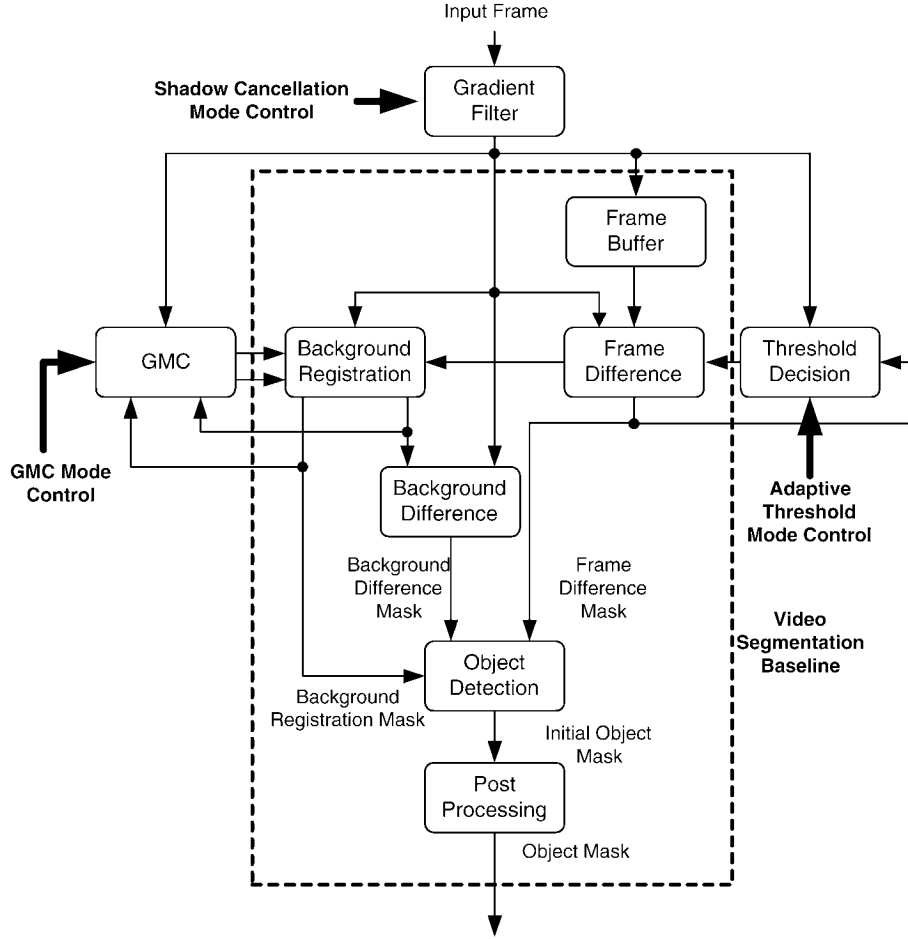 Input Frame
Shadow Cancellation
Mode Control
Gradient
Filter
Frame
Buffer
GMC
Background
Registration
Frame
Difference
Threshold
Decision
GMC Mode
Control
Background
Difference
Adaptive
Threshold
Mode Control
Background
Difference
Mask
Frame
Difference
Mask
Video
Segmentation
Baseline
Object
Detection
Background
Registration Mask
Initial Object
Mask
Post
Processing
Object Mask